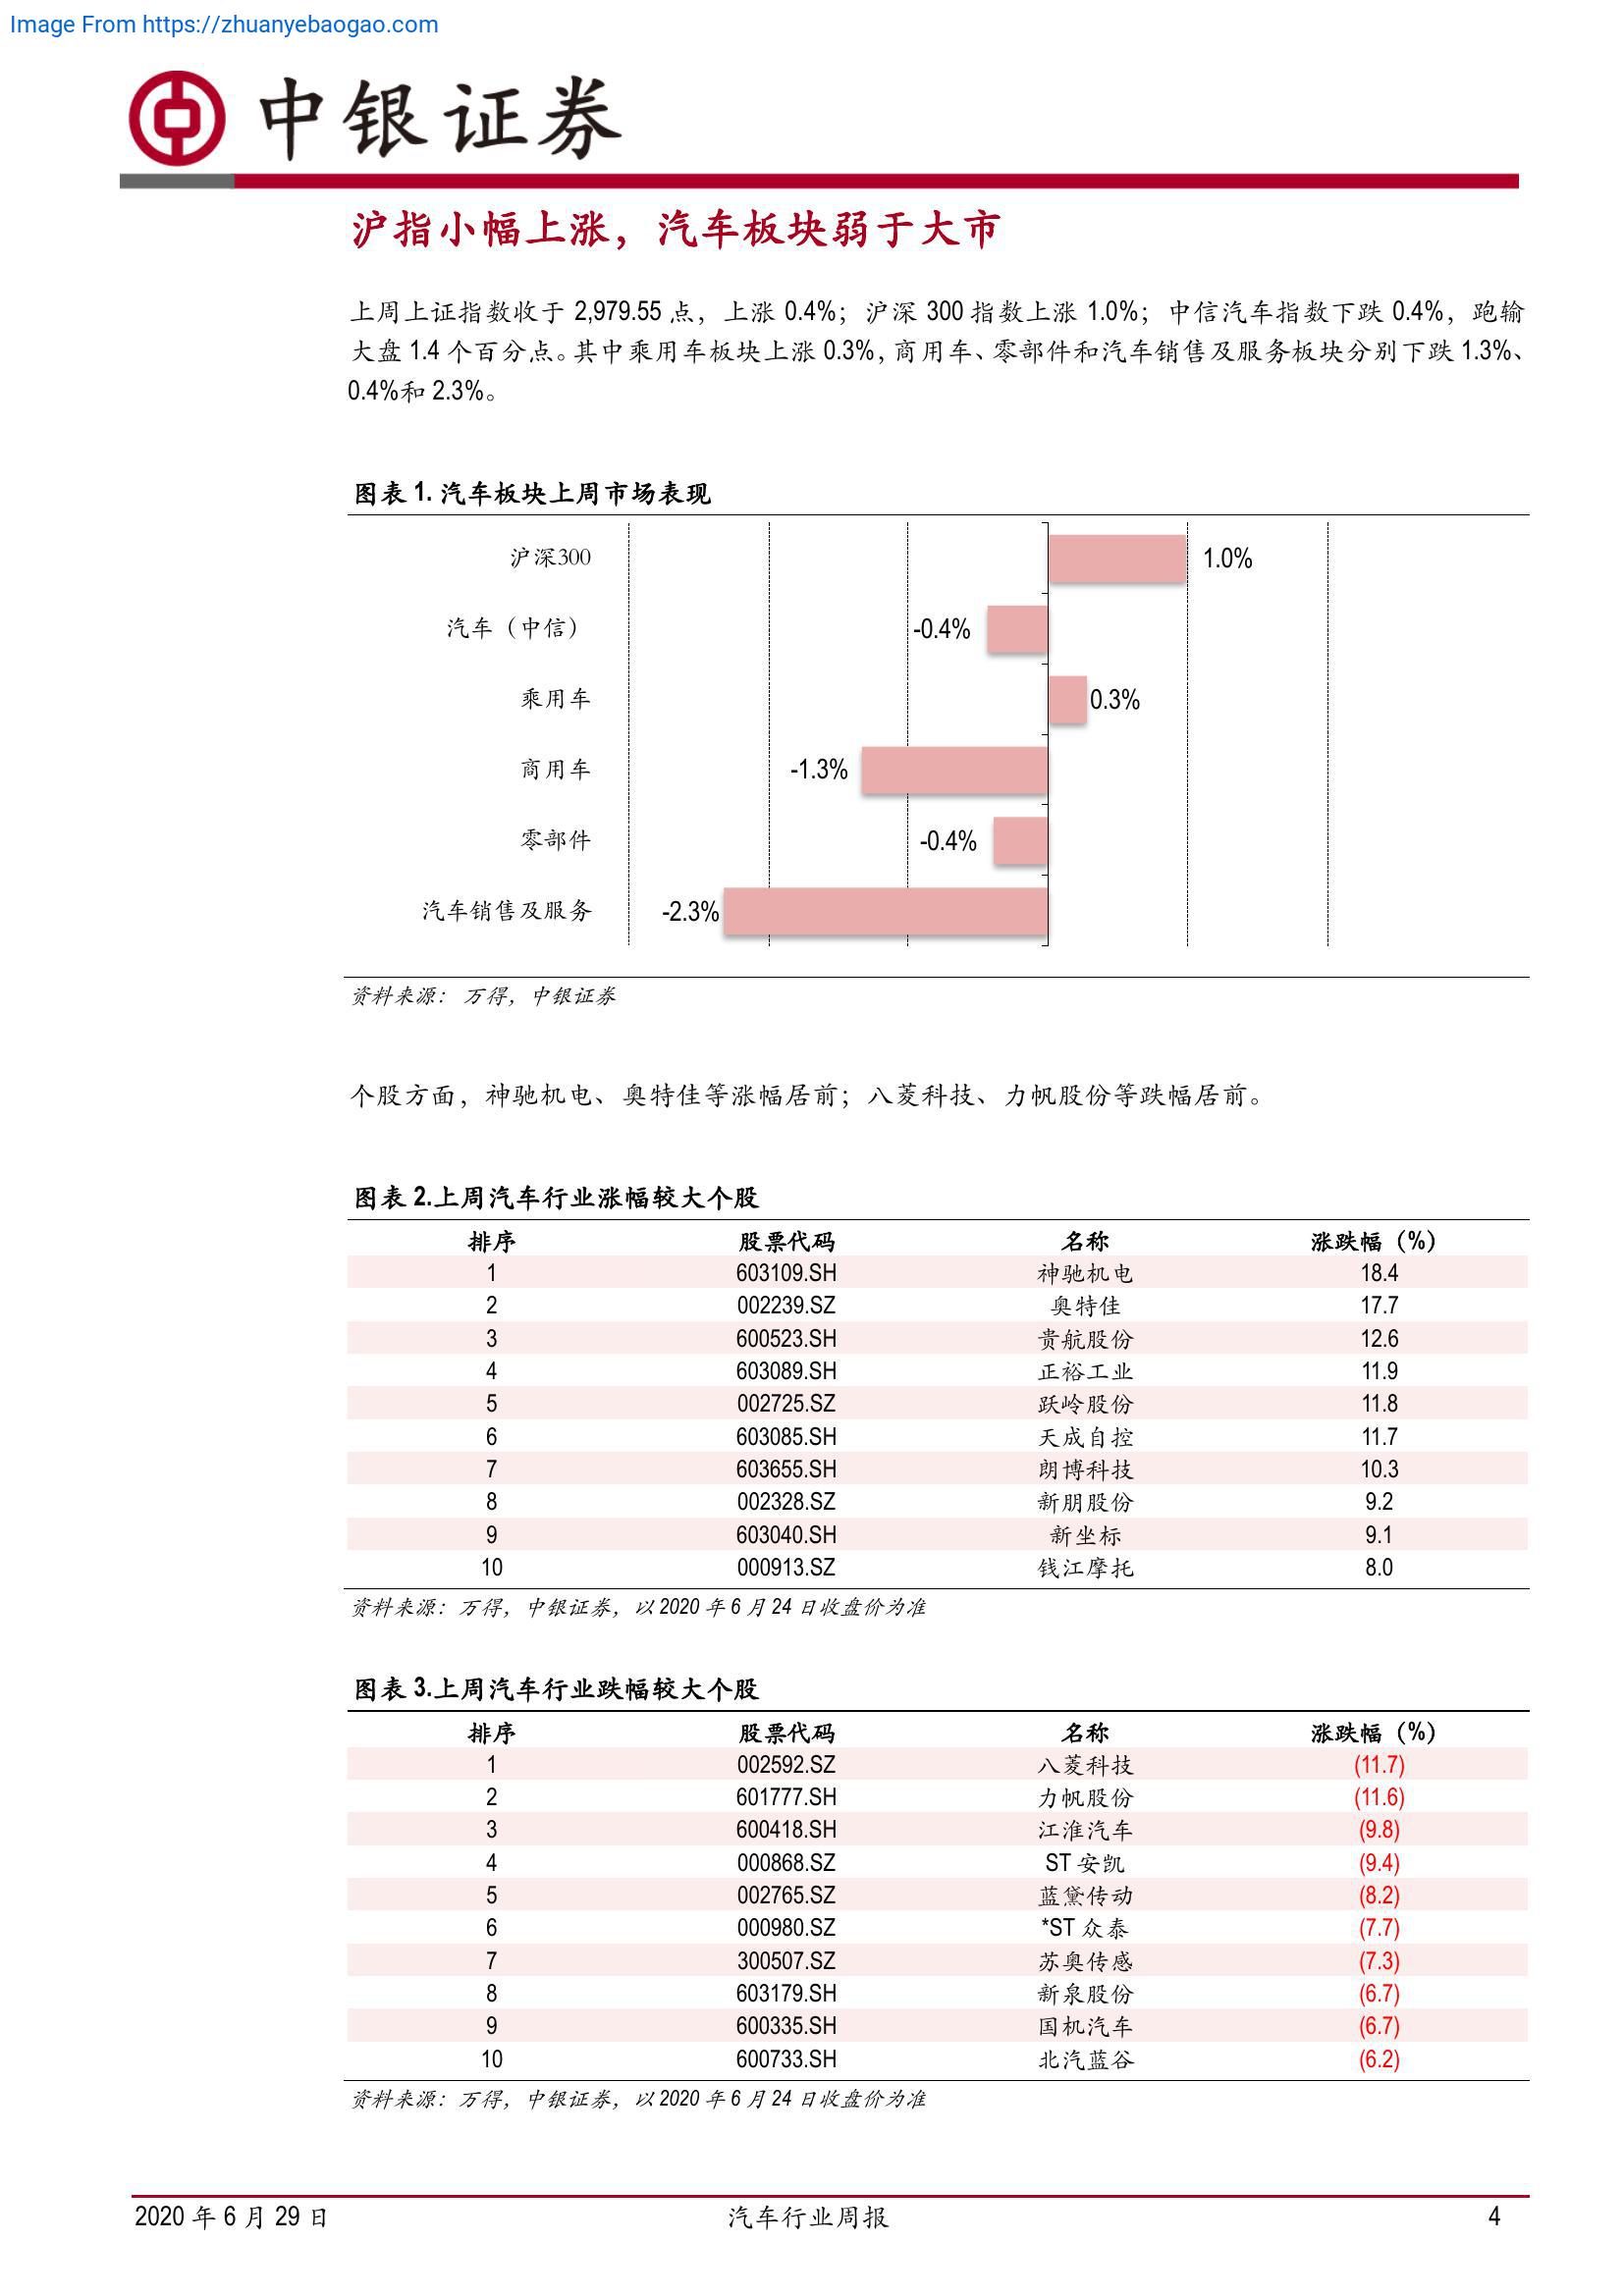 Image From https://zhuanyebaogao.com
中银证券
沪指小幅上涨，汽车板块弱于大市
上周上证指数收于 2,979.55 点，上涨 0.4%；沪深 300 指数上涨 1.0%；中信汽车指数下跌 0.4%，跑输
大盘 1.4 个百分点。其中乘用车板块上涨 0.3%，商用车、零部件和汽车销售及服务板块分别下跌 1.3%、
0.4%和 2.3%。
图表 1. 汽车板块上周市场表现
沪深300 1.0%
汽车（中信） -0.4%
乘用车 0.3%
商用车 -1.3%
零部件 -0.4%
汽车销售及服务 -2.3%
资料来源： 万得，中银证券
个股方面，神驰机电、奥特佳等涨幅居前；八菱科技、力帆股份等跌幅居前。
图表 2.上周汽车行业涨幅较大个股
排序 股票代码 名称 涨跌幅（%）
1 603109.SH 神驰机电 18.4
2 002239.SZ 奥特佳 17.7
3 600523.SH 贵航股份 12.6
4 603089.SH 正裕工业 11.9
5 002725.SZ 跃岭股份 11.8
6 603085.SH 天成自控 11.7
7 603655.SH 朗博科技 10.3
8 002328.SZ 新朋股份 9.2
9 603040.SH 新坐标 9.1
10 000913.SZ 钱江摩托 8.0
资料来源：万得，中银证券，以 2020 年 6 月 24 日收盘价为准
图表 3.上周汽车行业跌幅较大个股
排序 股票代码 名称 涨跌幅（%）
1 002592.SZ 八菱科技 (11.7)
2 601777.SH 力帆股份 (11.6)
3 600418.SH 江淮汽车 (9.8)
4 000868.SZ ST 安凯 (9.4)
5 002765.SZ 蓝黛传动 (8.2)
6 000980.SZ *ST 众泰 (7.7)
7 300507.SZ 苏奥传感 (7.3)
8 603179.SH 新泉股份 (6.7)
9 600335.SH 国机汽车 (6.7)
10 600733.SH 北汽蓝谷 (6.2)
资料来源：万得，中银证券，以 2020 年 6 月 24 日收盘价为准
2020 年 6 月 29 日 汽车行业周报 4